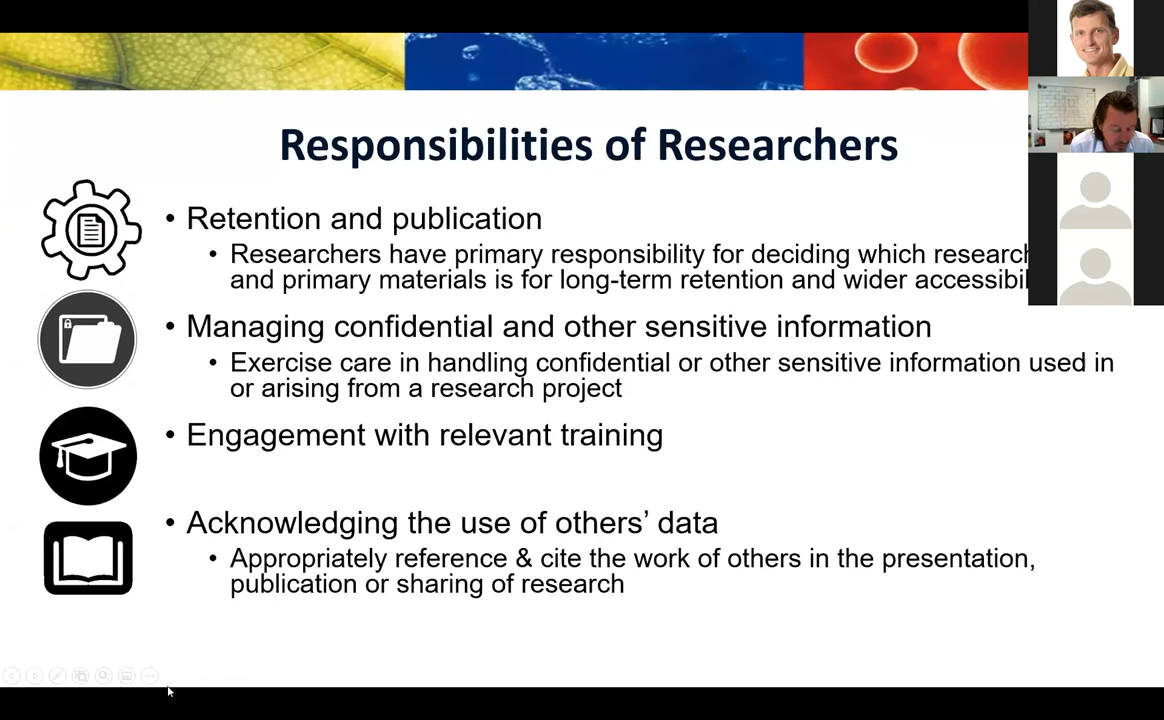 Responsibilities of Researchers
• Retention and publication
• Researchers have primary responsibility for deciding which research
and primary materials is for long-term retention and wider
• Managing confidential and other sensitive information
• Exercise care in handling confidential or other sensitive information used in
or arising from a research project
• Engagement with relevant training
• Acknowledging the use of others’ data
• Appropriately reference & cite the work of others in the presentation,
publication or sharing of research